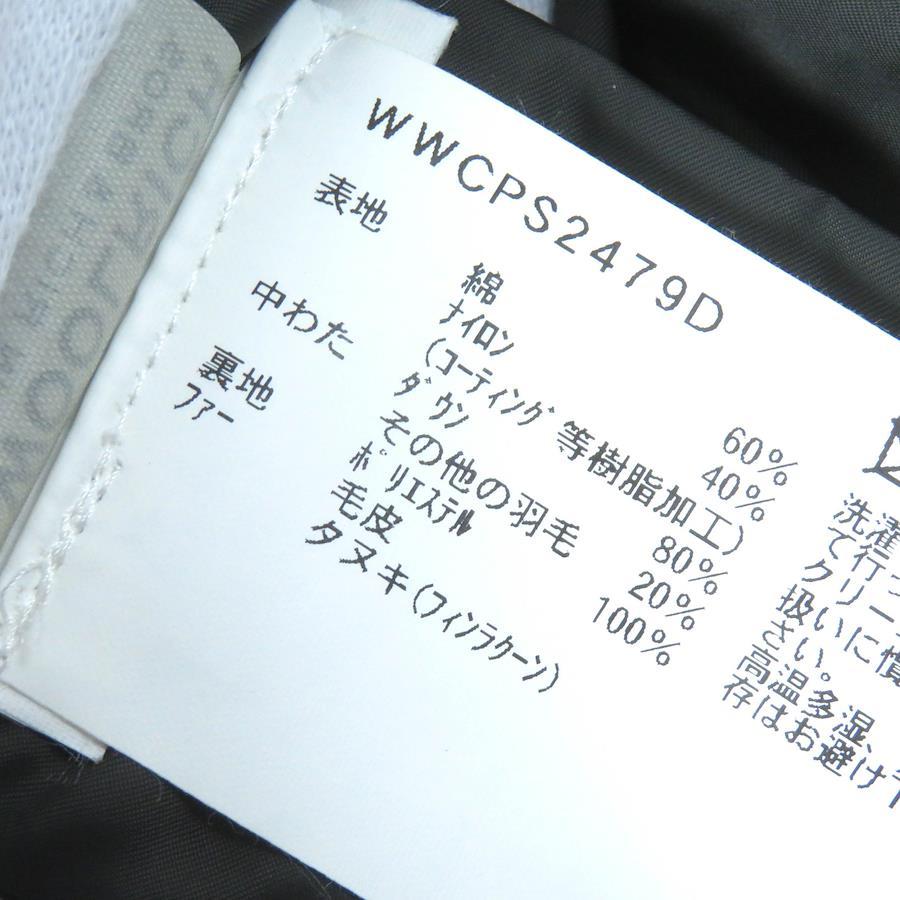 WWCPS2479D
表地 綿 60%
ナイロン 40%
(コーティング等樹脂加工)
中わた ダウン 80%
その他の羽毛 20%
裏地 ポリエステル 100%
ファー 毛皮
タヌキ(フィンラクーン)
洗濯
て行っ
クリー
扱いに慎
さい。
高温多湿、
存はお避け下